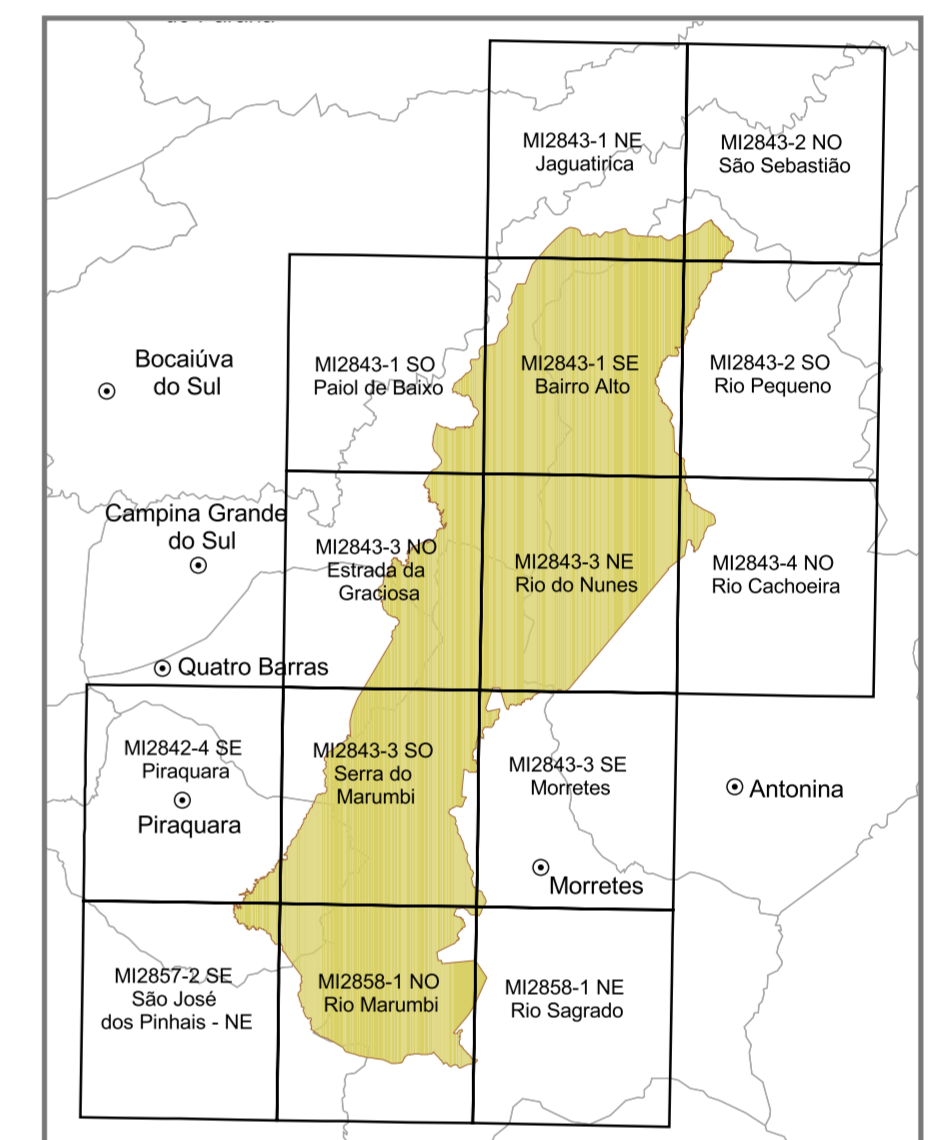 MI2843-1 NE
Jaguatirica
MI2843-2 NO
São Sebastião
Bocaiúva
do Sul
MI2843-1 SO
Paiol de Baixo
MI2843-1 SE
Bairro Alto
MI2843-2 SO
Rio Pequeno
Campina Grande
do Sul
MI2843-3 NO
Estrada da
Graciosa
MI2843-3 NE
Rio do Nunes
MI2843-4 NO
Rio Cachoeira
Quatro Barras
MI2842-4 SE
Piraquara
Piraquara
MI2843-3 SO
Serra do
Marumbi
MI2843-3 SE
Morretes
Morretes
Antonina
MI2857-2 SE
São José
dos Pinhais - NE
MI2858-1 NO
Rio Marumbi
MI2858-1 NE
Rio Sagrado